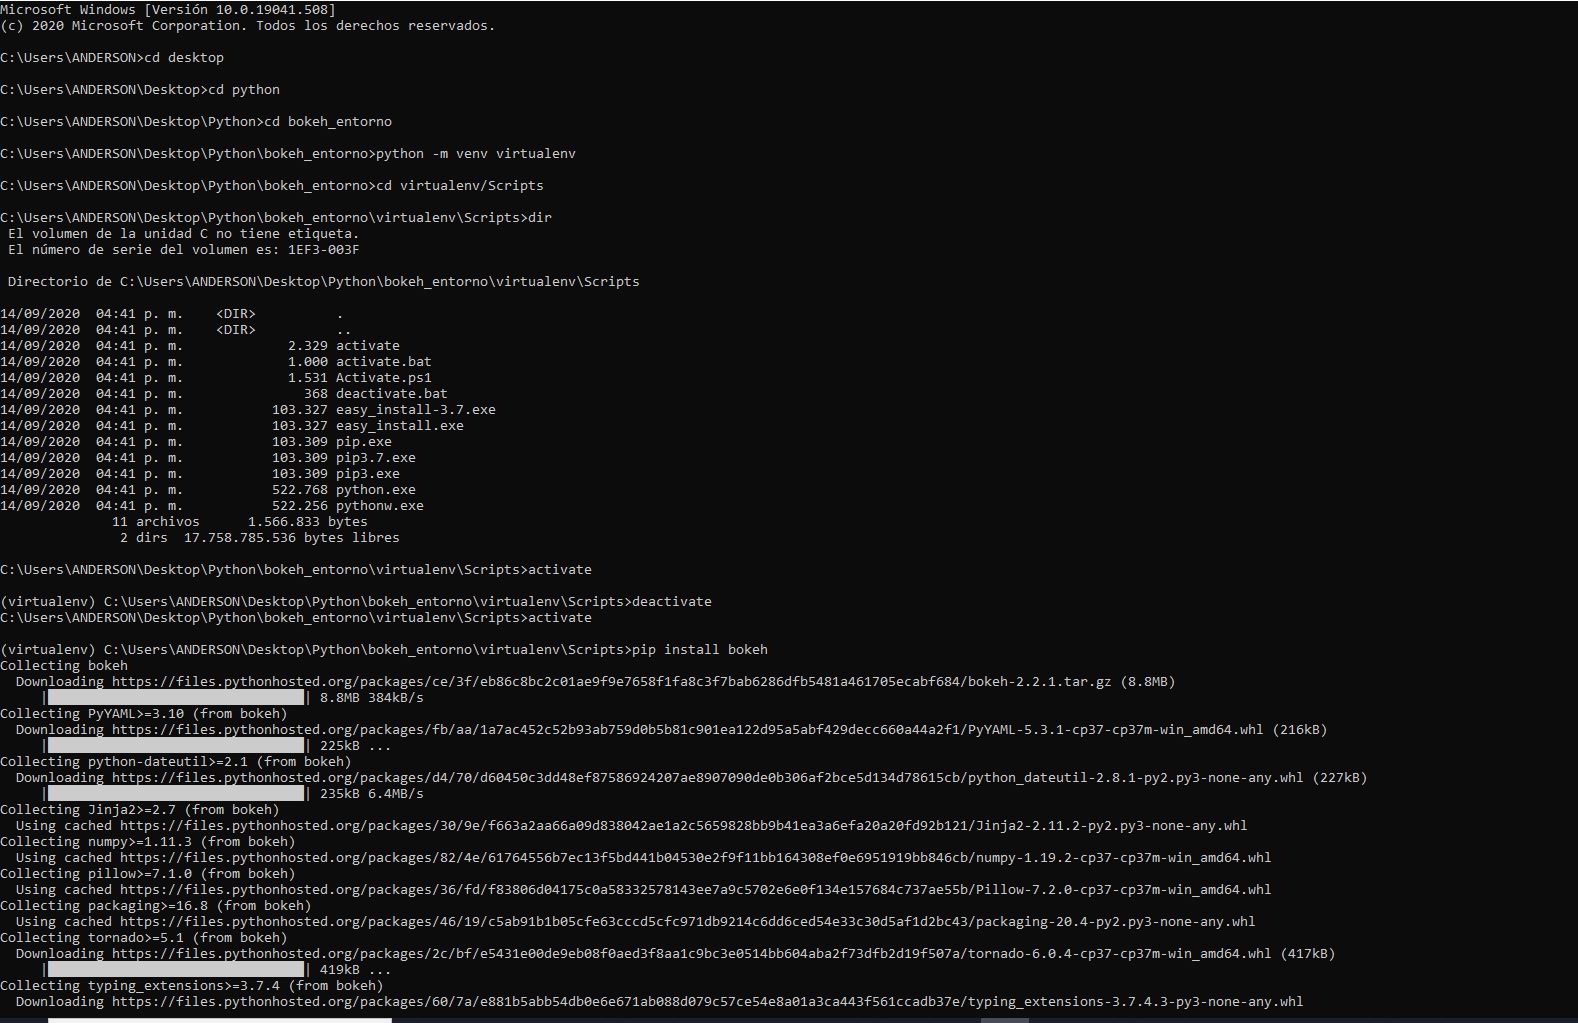 Microsoft Windows [Versión 10.0.19041.508]
(c) 2020 Microsoft Corporation. Todos los derechos reservados.
C:\Users\ANDERSON>cd desktop
C:\Users\ANDERSON\Desktop>cd python
C:\Users\ANDERSON\Desktop\Python>cd bokeh_entorno
C:\Users\ANDERSON\Desktop\Python\bokeh_entorno>python -m venv virtualenv
C:\Users\ANDERSON\Desktop\Python\bokeh_entorno>cd virtualenv/Scripts
C:\Users\ANDERSON\Desktop\Python\bokeh_entorno\virtualenv\Scripts>dir
El volumen de la unidad C no tiene etiqueta.
El número de serie del volumen es: 1EF3-003F
Directorio de C:\Users\ANDERSON\Desktop\Python\bokeh_entorno\virtualenv\Scripts
14/09/2020  04:41 p. m.    <DIR>          .
14/09/2020  04:41 p. m.    <DIR>          ..
14/09/2020  04:41 p. m.             2.329 activate
14/09/2020  04:41 p. m.             1.000 activate.bat
14/09/2020  04:41 p. m.             1.531 Activate.ps1
14/09/2020  04:41 p. m.               368 deactivate.bat
14/09/2020  04:41 p. m.           103.327 easy_install-3.7.exe
14/09/2020  04:41 p. m.           103.327 easy_install.exe
14/09/2020  04:41 p. m.           103.309 pip.exe
14/09/2020  04:41 p. m.           103.309 pip3.7.exe
14/09/2020  04:41 p. m.           103.309 pip3.exe
14/09/2020  04:41 p. m.           522.768 python.exe
14/09/2020  04:41 p. m.           522.256 pythonw.exe
11 archivos      1.566.833 bytes
2 dirs  17.758.785.536 bytes libres
C:\Users\ANDERSON\Desktop\Python\bokeh_entorno\virtualenv\Scripts>activate
(virtualenv) C:\Users\ANDERSON\Desktop\Python\bokeh_entorno\virtualenv\Scripts>deactivate
C:\Users\ANDERSON\Desktop\Python\bokeh_entorno\virtualenv\Scripts>activate
(virtualenv) C:\Users\ANDERSON\Desktop\Python\bokeh_entorno\virtualenv\Scripts>pip install bokeh
Collecting bokeh
Downloading https://files.pythonhosted.org/packages/ce/3f/eb86c8bc2c01ae9f9e7658f1fa8c3f7bab6286dfb5481a461705ecabf684/bokeh-2.2.1.tar.gz (8.8MB)
|████████████████████████████████| 8.8MB 384kB/s
Collecting PyYAML>=3.10 (from bokeh)
Downloading https://files.pythonhosted.org/packages/fb/aa/1a7ac452c52b93ab759d0b5b81c901ea122d95a5abf429decc660a44a2f1/PyYAML-5.3.1-cp37-cp37m-win_amd64.whl (216kB)
|████████████████████████████████| 225kB ...
Collecting python-dateutil>=2.1 (from bokeh)
Downloading https://files.pythonhosted.org/packages/d4/70/d60450c3dd48ef87586924207ae8907090de0b306af2bce5d134d78615cb/python_dateutil-2.8.1-py2.py3-none-any.whl (227kB)
|████████████████████████████████| 235kB 6.4MB/s
Collecting Jinja2>=2.7 (from bokeh)
Using cached https://files.pythonhosted.org/packages/30/9e/f663a2aa66a09d838042ae1a2c5659828bb9b41ea3a6efa20a20fd92b121/Jinja2-2.11.2-py2.py3-none-any.whl
Collecting numpy>=1.11.3 (from bokeh)
Using cached https://files.pythonhosted.org/packages/82/4e/61764556b7ec13f5bd441b04530e2f9f11bb164308ef0e6951919bb846cb/numpy-1.19.2-cp37-cp37m-win_amd64.whl
Collecting pillow>=7.1.0 (from bokeh)
Using cached https://files.pythonhosted.org/packages/36/fd/f83806d04175c0a58332578143ee7a9c5702e6e0f134e157684c737ae55b/Pillow-7.2.0-cp37-cp37m-win_amd64.whl
Collecting packaging>=16.8 (from bokeh)
Using cached https://files.pythonhosted.org/packages/46/19/c5ab91b1b05cfe63cccd5cfc971db9214c6dd6ced54e33c30d5af1d2bc43/packaging-20.4-py2.py3-none-any.whl
Collecting tornado>=5.1 (from bokeh)
Downloading https://files.pythonhosted.org/packages/2c/bf/e5431e00de9eb08f0aed3f8aa1c9bc3e0514bb604aba2f73dfb2d19f507a/tornado-6.0.4-cp37-cp37m-win_amd64.whl (417kB)
|████████████████████████████████| 419kB ...
Collecting typing_extensions>=3.7.4 (from bokeh)
Downloading https://files.pythonhosted.org/packages/60/7a/e881b5abb54db0e6e671ab088d079c57ce54e8a01a3ca443f561ccadb37e/typing_extensions-3.7.4.3-py3-none-any.whl